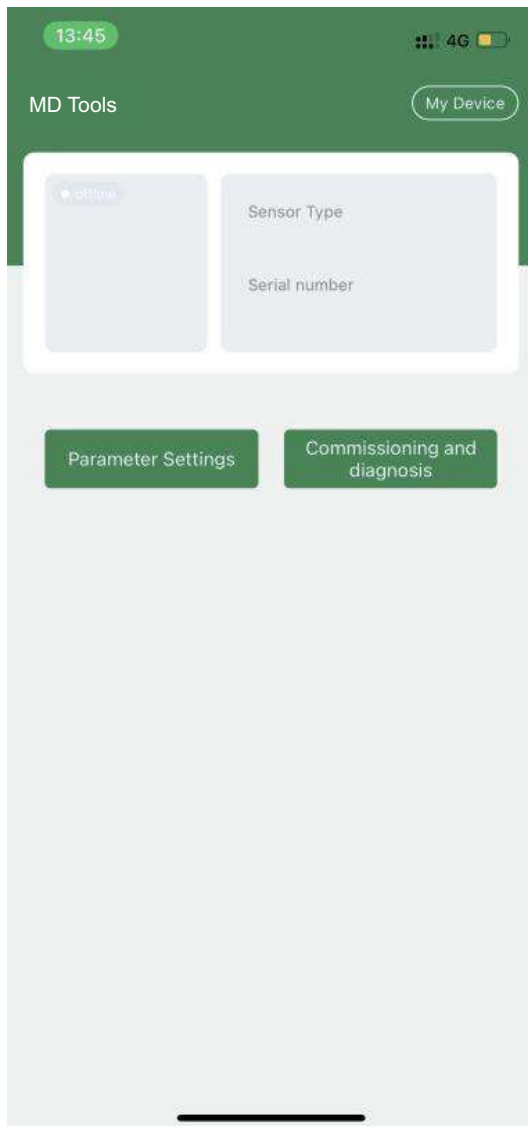 13:45
4G
MD Tools
My Device
offline
Sensor Type
Serial number
Parameter Settings
Commissioning and
diagnosis